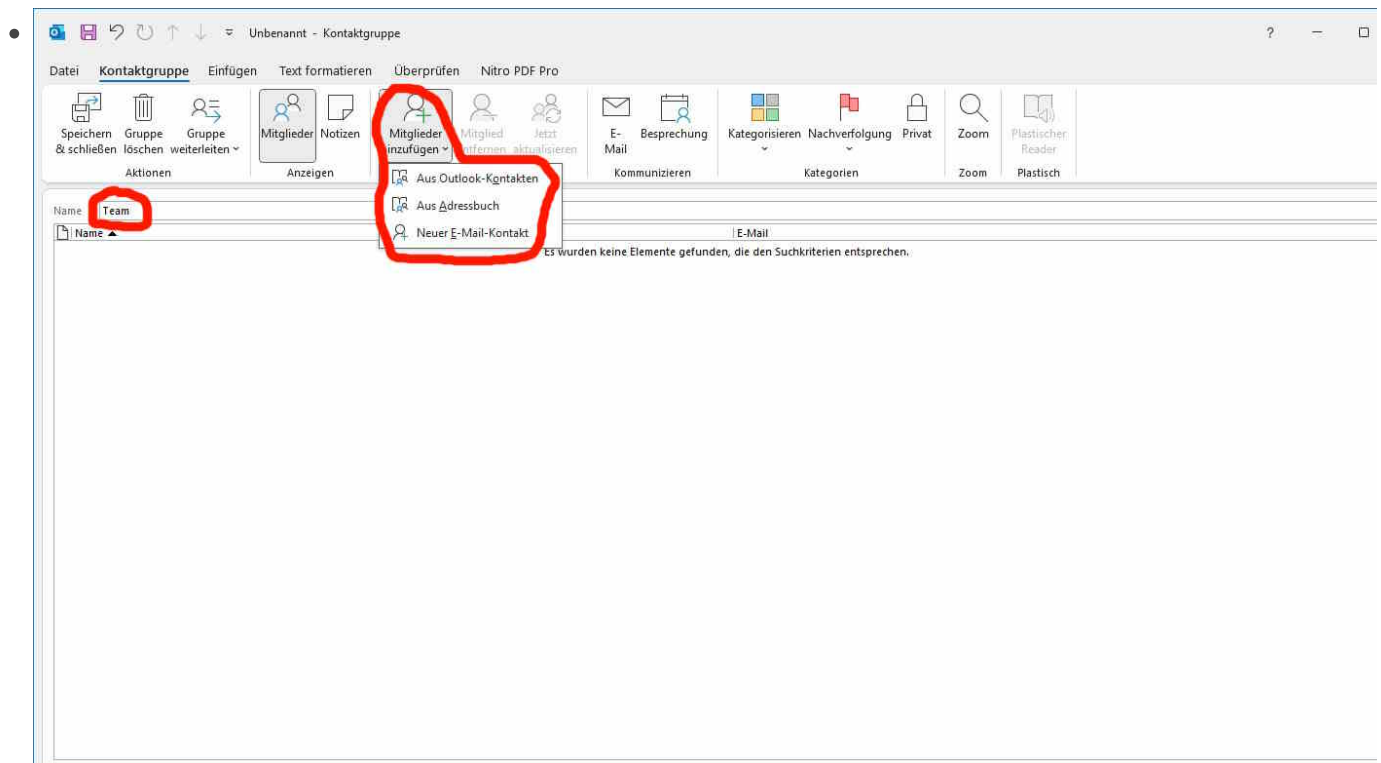 Unbenannt - Kontaktgruppe
?
Datei Kontaktgruppe Einfügen Text formatieren Überprüfen Nitro PDF Pro
Speichern & schließen
Gruppe löschen
Gruppe weiterleiten
Aktionen
Mitglieder
Notizen
Anzeigen
Mitglieder inzufügen
Mitglied ntfernen
Jetzt aktualisieren
E-Mail
Besprechung
Kommunizieren
Kategorisieren
Nachverfolgung
Privat
Kategorien
Zoom
Zoom
Plastischer Reader
Plastisch
Aus Outlook-Kontakten
Aus Adressbuch
Neuer E-Mail-Kontakt
Name Team
Name E-Mail
Es wurden keine Elemente gefunden, die den Suchkriterien entsprechen.